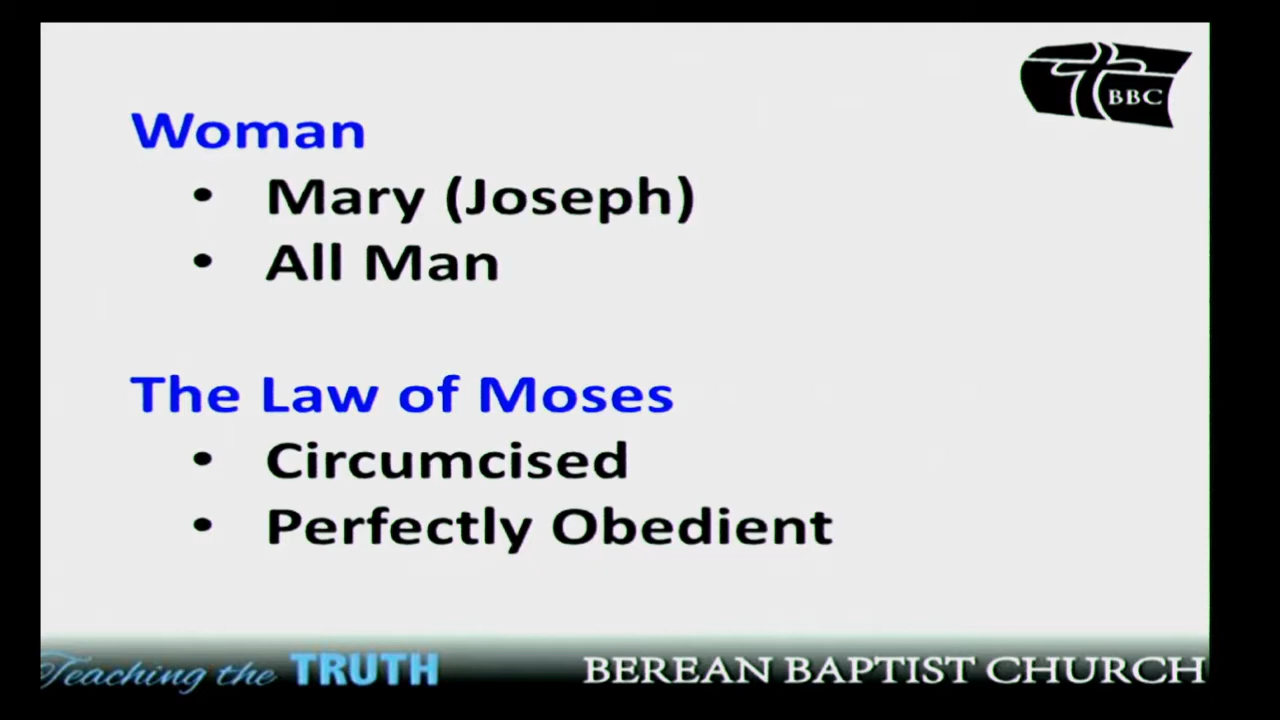 BBC
Woman
• Mary (Joseph)
• All Man
The Law of Moses
• Circumcised
• Perfectly Obedient
Teaching the TRUTH
BEREAN BAPTIST CHURCH